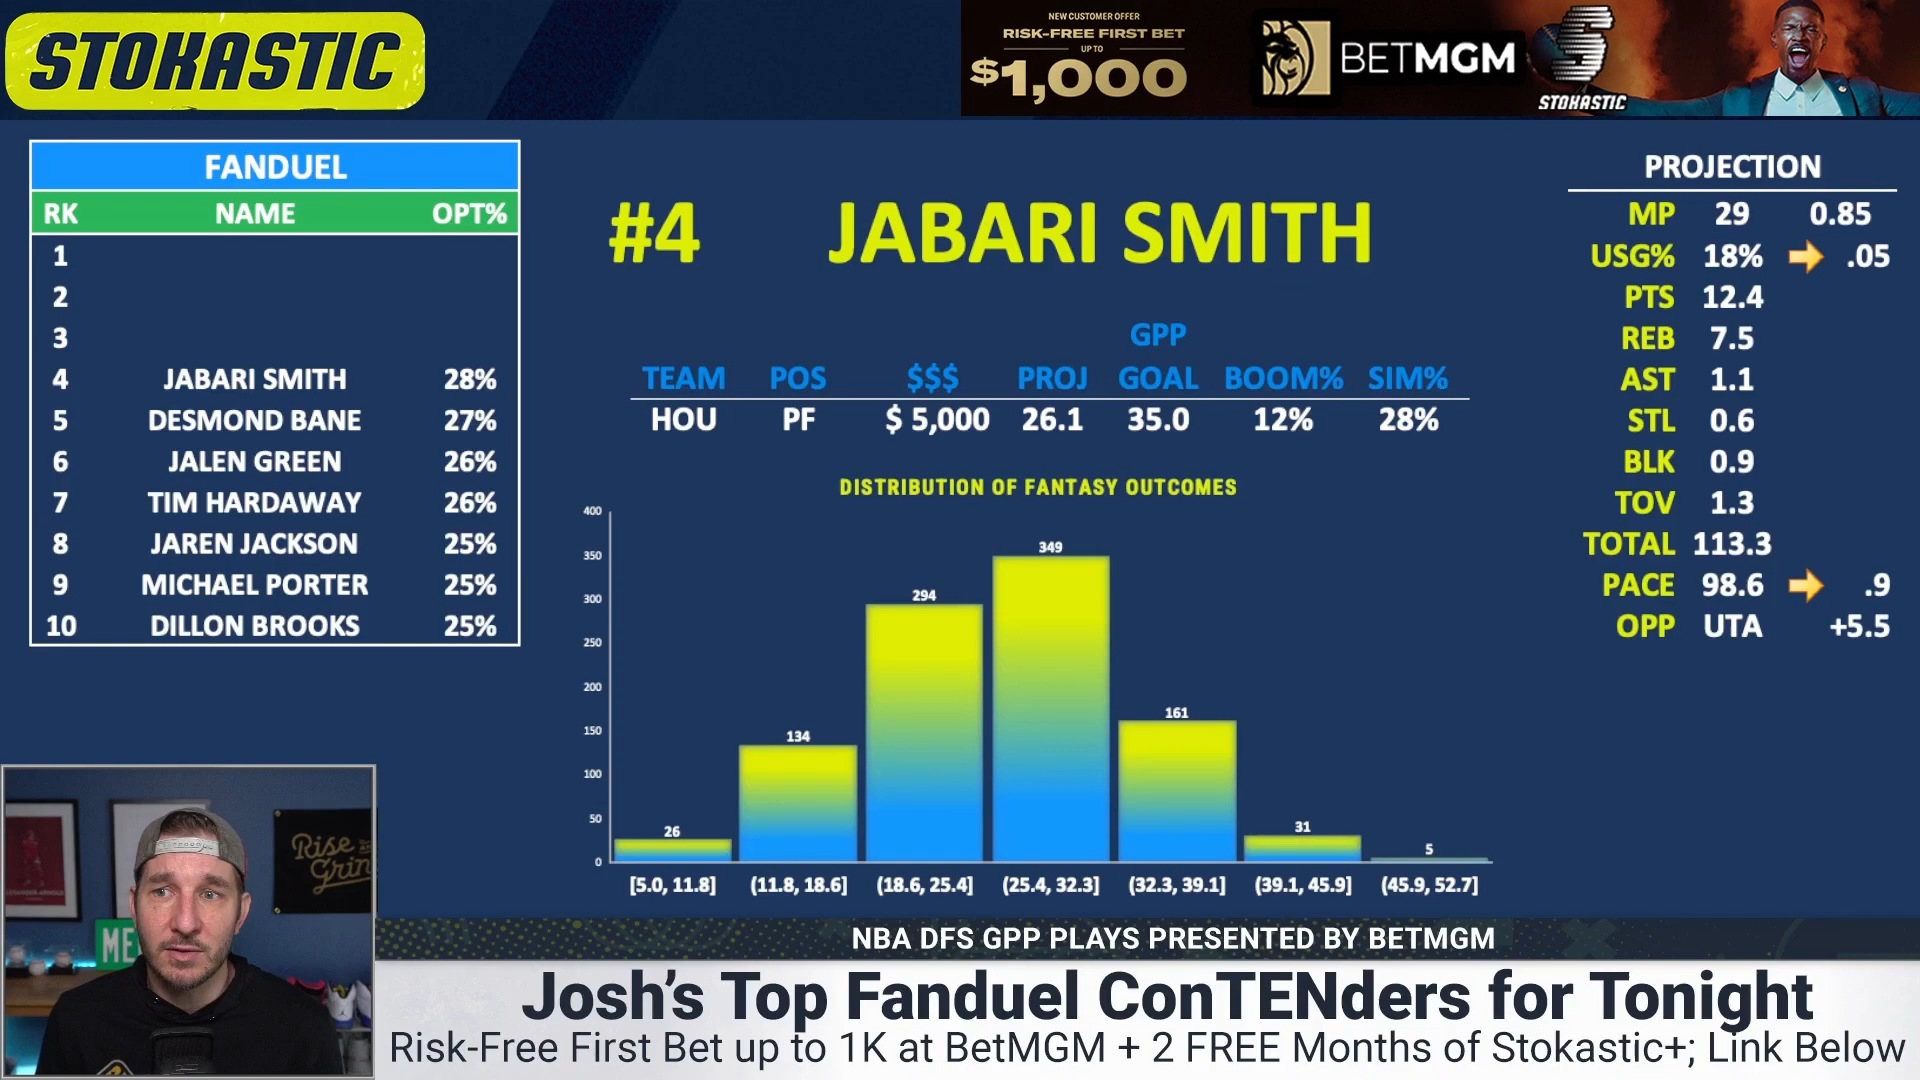 STOKASTIC
NEW CUSTOMER OFFER
RISK-FREE FIRST BET
UP TO
$1,000
BETMGM
STOKASTIC
FANDUEL
RK NAME OPT%
1
2
3
4 JABARI SMITH 28%
5 DESMOND BANE 27%
6 JALEN GREEN 26%
7 TIM HARDAWAY 26%
8 JAREN JACKSON 25%
9 MICHAEL PORTER 25%
10 DILLON BROOKS 25%
#4 JABARI SMITH
GPP
TEAM POS $$$ PROJ GOAL BOOM% SIM%
HOU PF $ 5,000 26.1 35.0 12% 28%
DISTRIBUTION OF FANTASY OUTCOMES
400
350
300
250
200
150
100
50
0
26
134
294
349
161
31
5
[5.0, 11.8] (11.8, 18.6] (18.6, 25.4] (25.4, 32.3] (32.3, 39.1] (39.1, 45.9] (45.9, 52.7]
PROJECTION
MP 29 0.85
USG% 18% .05
PTS 12.4
REB 7.5
AST 1.1
STL 0.6
BLK 0.9
TOV 1.3
TOTAL 113.3
PACE 98.6 .9
OPP UTA +5.5
Rise
Grin
ME
NBA DFS GPP PLAYS PRESENTED BY BETMGM
Josh's Top Fanduel ConTENders for Tonight
Risk-Free First Bet up to 1K at BetMGM + 2 FREE Months of Stokastic+; Link Below